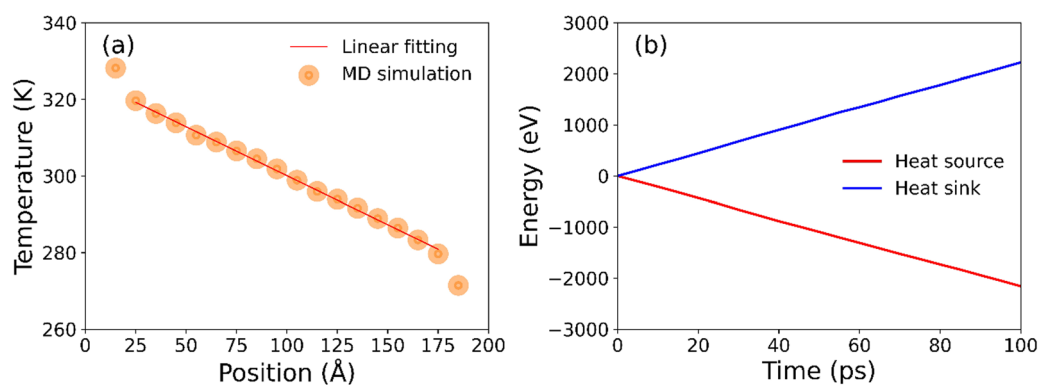 (a)
Linear fitting
MD simulation
Temperature (K)
340
320
300
280
260
0 25 50 75 100 125 150 175 200
Position (Å)
(b)
Heat source
Heat sink
Energy (eV)
3000
2000
1000
0
−1000
−2000
−3000
0 20 40 60 80 100
Time (ps)